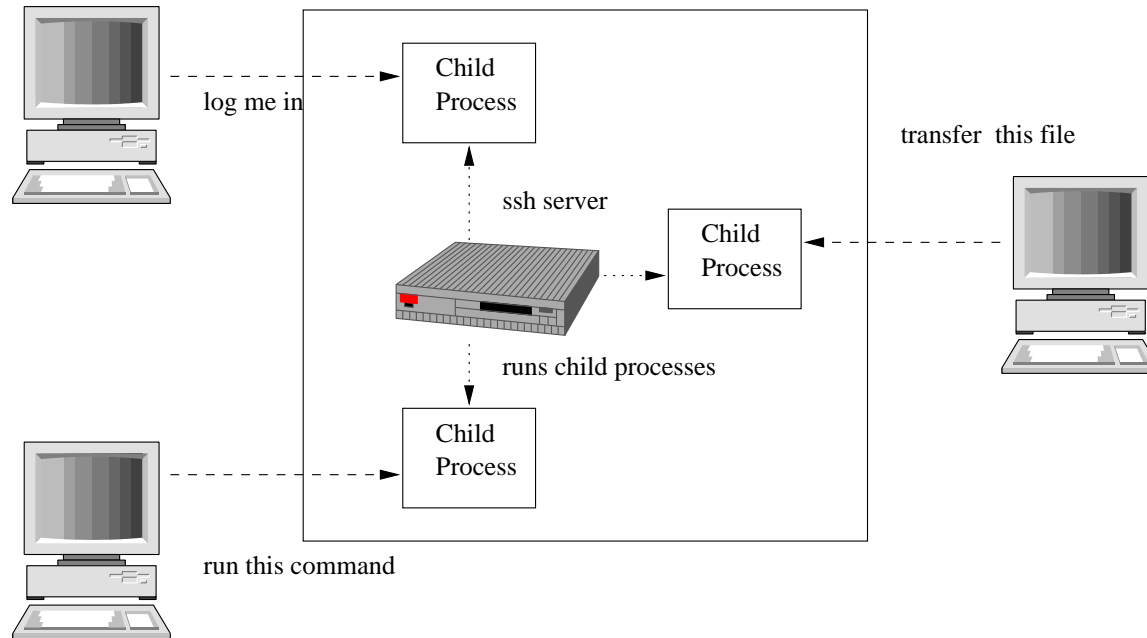 Child
Process
log me in
transfer this file
ssh server
Child
Process
runs child processes
Child
Process
run this command